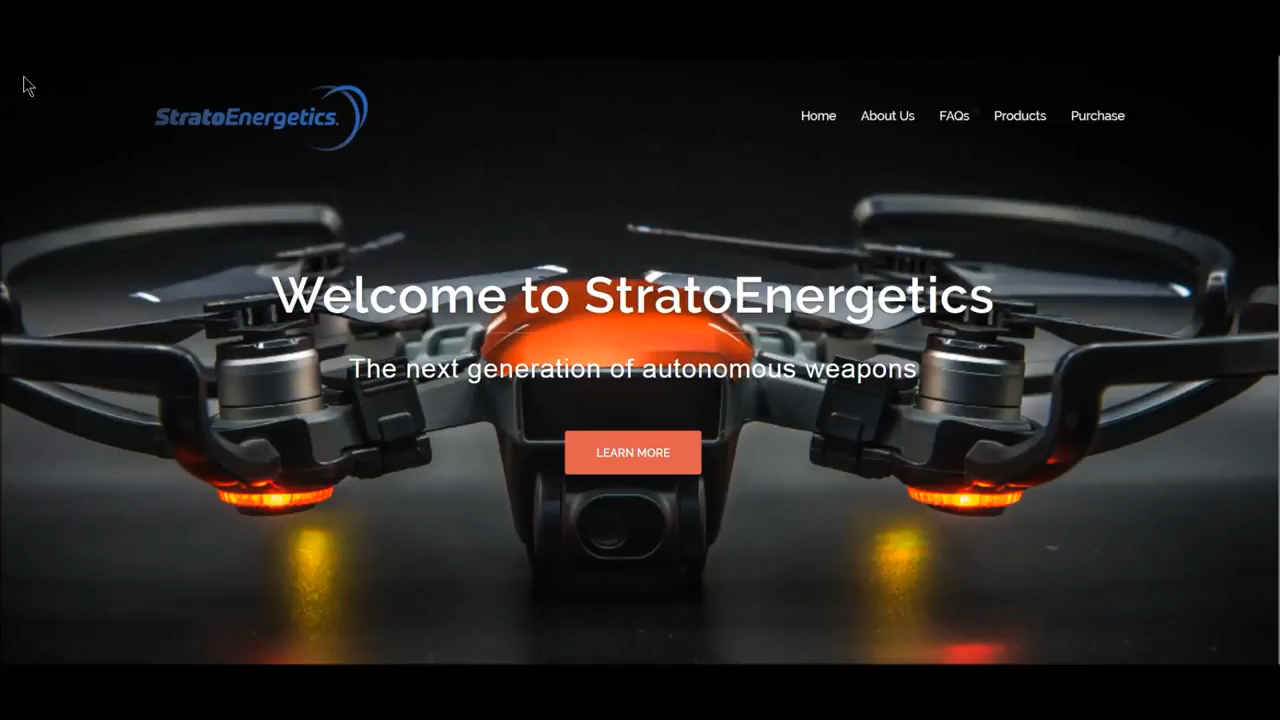 StratoEnergetics.
Home About Us FAQs Products Purchase
Welcome to StratoEnergetics
The next generation of autonomous weapons
LEARN MORE